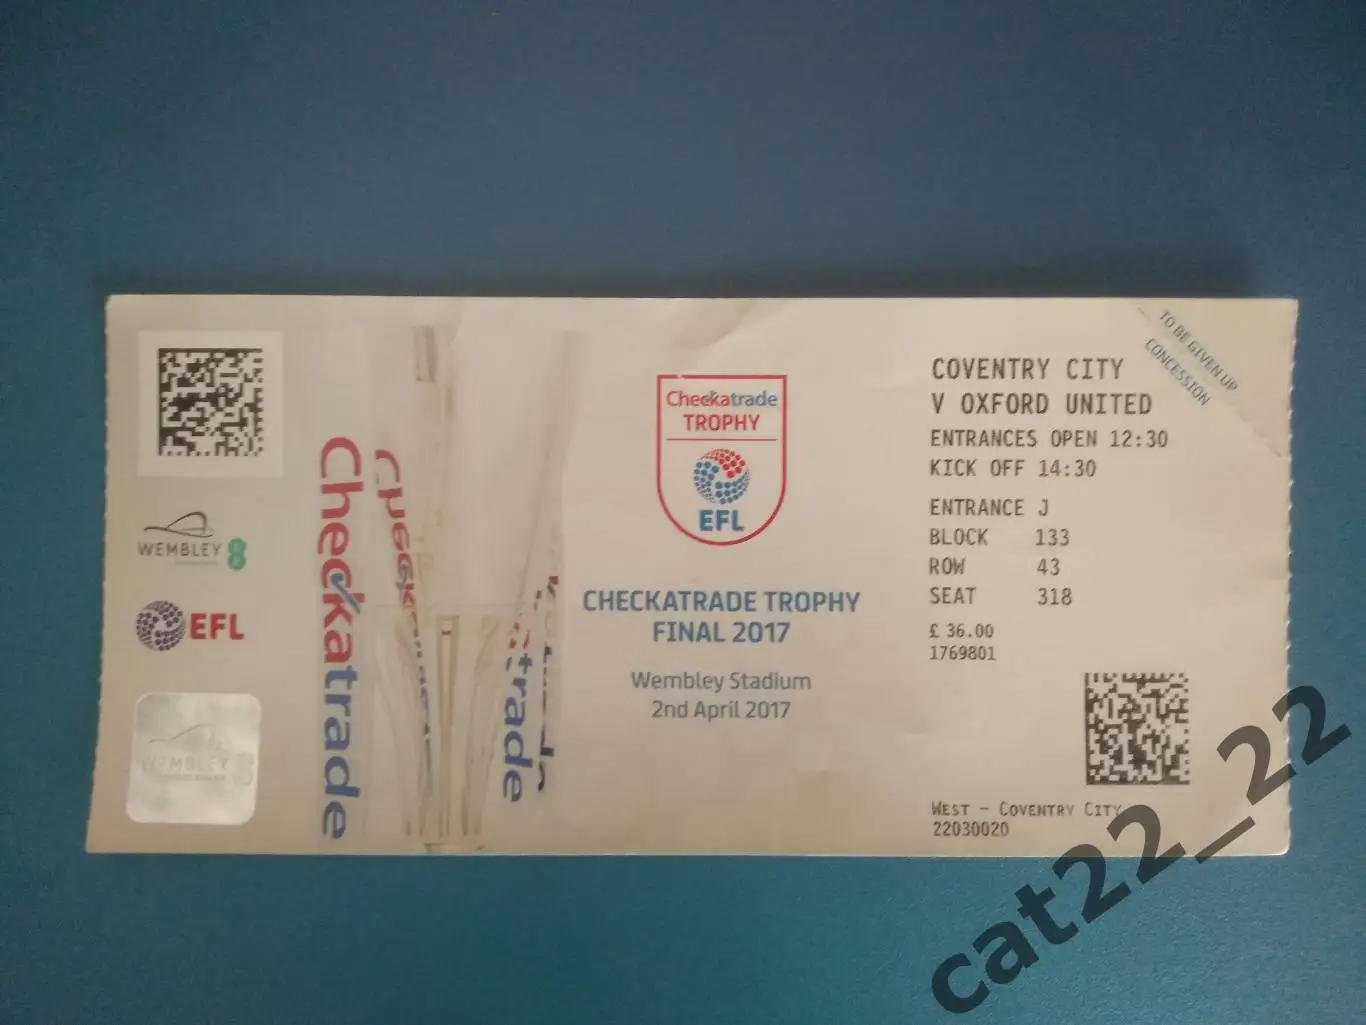 WEMBLEY
EFL
WEMBLEY
Checkatrade
Checkatrade
TROPHY
EFL
CHECKATRADE TROPHY
FINAL 2017
Wembley Stadium
2nd April 2017
TO BE GIVEN UP
CONCESSION
COVENTRY CITY
V OXFORD UNITED
ENTRANCES OPEN 12:30
KICK OFF 14:30
ENTRANCE J
BLOCK 133
ROW 43
SEAT 318
£ 36.00
1769801
WEST - COVENTRY CITY
22030020
cat22_22